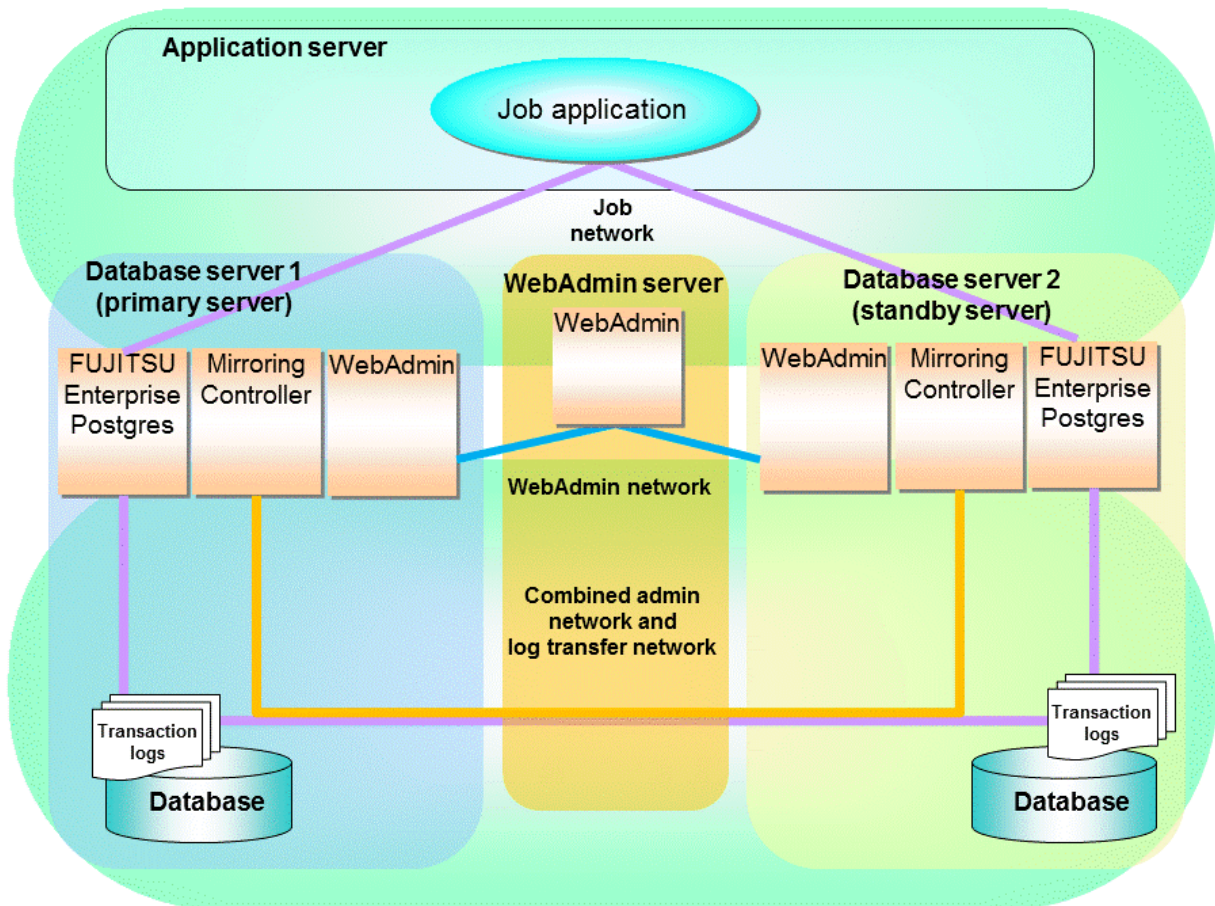 Application server
Job application
Job
network
Database server 1
(primary server)
FUJITSU
Enterprise
Postgres
Mirroring
Controller
WebAdmin
WebAdmin server
WebAdmin
Database server 2
(standby server)
WebAdmin
Mirroring
Controller
FUJITSU
Enterprise
Postgres
WebAdmin network
Combined admin
network and
log transfer network
Transaction
logs
Database
Transaction
logs
Database